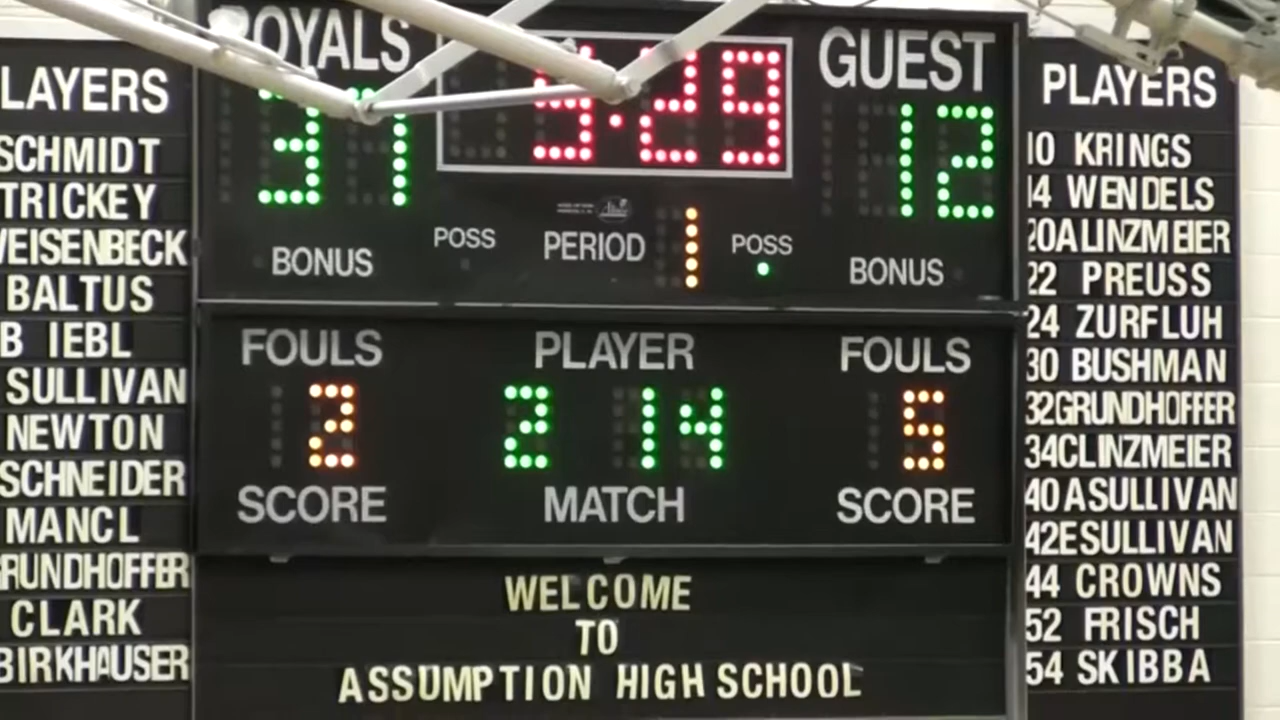 ROYALS
GUEST
31
5:29
12
POSS
PERIOD
1
POSS
BONUS
BONUS
FOULS
PLAYER
FOULS
2
2 14
5
SCORE
MATCH
SCORE
WELCOME
TO
ASSUMPTION HIGH SCHOOL
LAYERS
SCHMIDT
TRICKEY
WEISENBECK
BALTUS
B IEBL
SULLIVAN
NEWTON
SCHNEIDER
MANCL
GRUNDHOFFER
CLARK
BIRKHAUSER
PLAYERS
10 KRINGS
14 WENDELS
20ALINZMEIER
22 PREUSS
24 ZURFLUH
30 BUSHMAN
32GRUNDHOFFER
34CLINZMEIER
40ASULLIVAN
42ESULLIVAN
44 CROWNS
52 FRISCH
54 SKIBBA